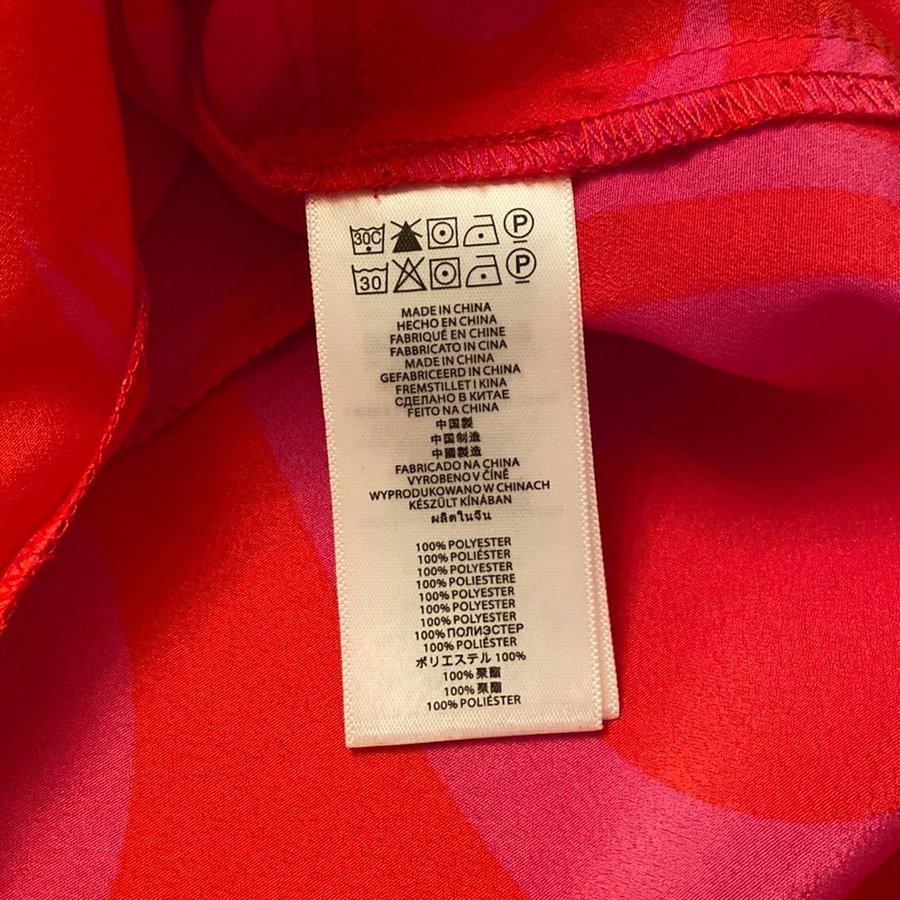 30C P
30 P
MADE IN CHINA
HECHO EN CHINA
FABRIQUÉ EN CHINE
FABBRICATO IN CINA
MADE IN CHINA
GEFABRICEERD IN CHINA
FREMSTILLET I KINA
СДЕЛАНО В КИТАЕ
FEITO NA CHINA
中国製
中国制造
中國製造
FABRICADO NA CHINA
VYROBENO V ČÍNĚ
WYPRODUKOWANO W CHINACH
KÉSZÜLT KÍNÁBAN
ผลิตในจีน
100% POLYESTER
100% POLIÉSTER
100% POLYESTER
100% POLIESTERE
100% POLYESTER
100% POLYESTER
100% POLYESTER
100% ПОЛИЭСТЕР
100% POLIÉSTER
ポリエステル 100%
100% 聚酯
100% 聚酯
100% POLIÉSTER